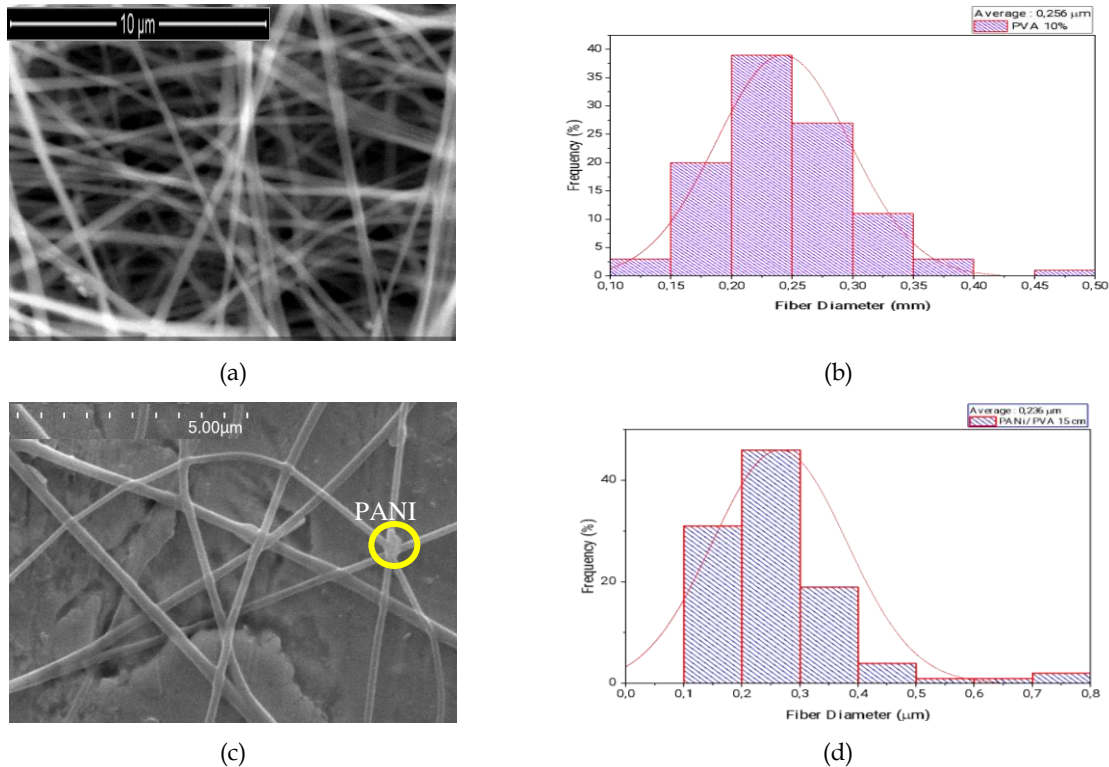 10 µm
(a)
Average : 0,256 µm
PVA 10%
Frequency (%)
40
35
30
25
20
15
10
5
0
0,10 0,15 0,20 0,25 0,30 0,35 0,40 0,45 0,50
Fiber Diameter (mm)
(b)
5.00µm
PANI
(c)
Average : 0,236 µm
PANi/PVA 15cm
Frequency (%)
40
20
0
0,0 0,1 0,2 0,3 0,4 0,5 0,6 0,7 0,8
Fiber Diameter (µm)
(d)